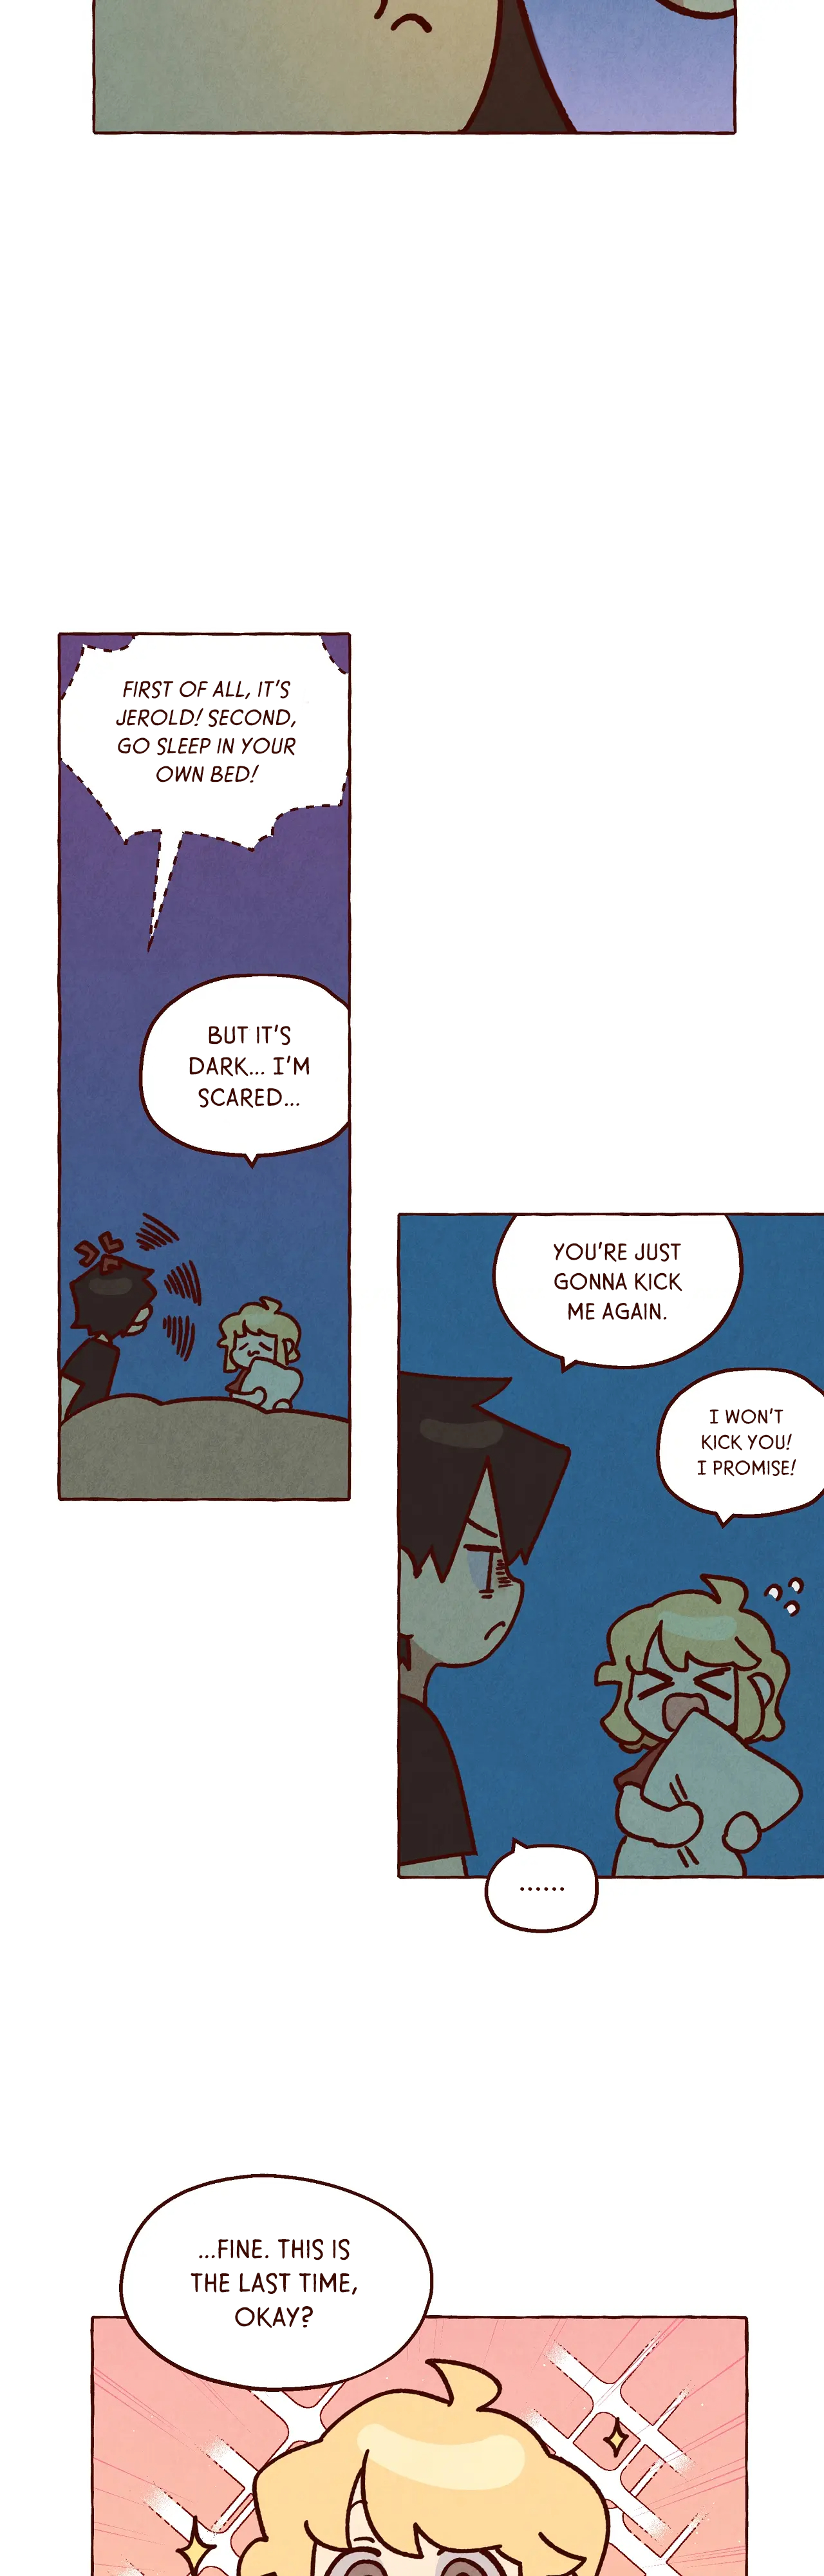 FIRST OF ALL, IT'S
JEROLD! SECOND,
GO SLEEP IN YOUR
OWN BED!
BUT IT'S
DARK... I'M
SCARED...
YOU'RE JUST
GONNA KICK
ME AGAIN.
I WON'T
KICK YOU!
I PROMISE!
......
...FINE. THIS IS
THE LAST TIME,
OKAY?